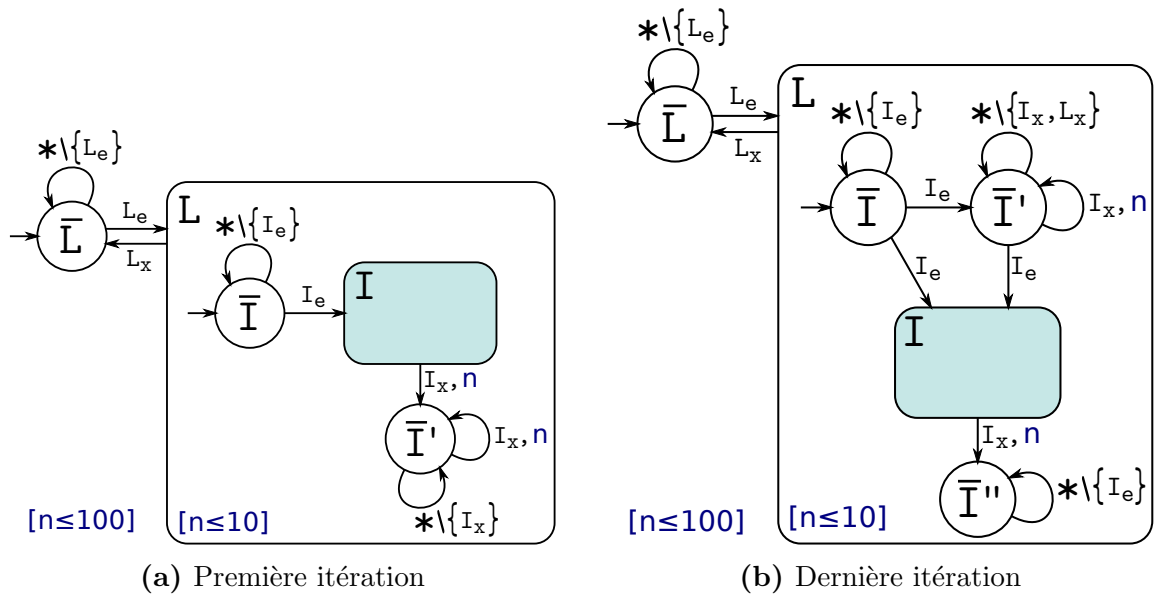 *\{Lₑ}
L̅
Lₑ
Lₓ
L
*\{Iₑ}
I̅
Iₑ
I
Iₓ,n
I̅'
Iₓ,n
*\{Iₓ}
[n≤100]
[n≤10]
(a) Première itération
*\{Lₑ}
L̅
Lₑ
Lₓ
L
*\{Iₑ}
*\{Iₓ,Lₓ}
I̅
Iₑ
I̅'
Iₓ,n
Iₑ
Iₑ
I
Iₓ,n
I̅''
*\{Iₑ}
[n≤100]
[n≤10]
(b) Dernière itération